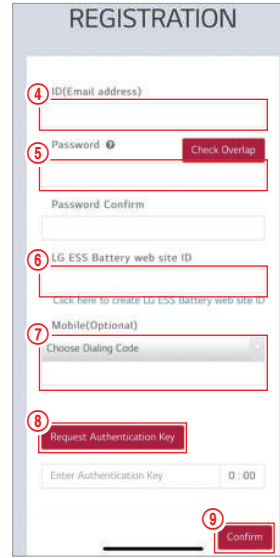 REGISTRATION
④ ID(Email address)
Password ?
Check Overlap
⑤
Password Confirm
⑥ LG ESS Battery web site ID
Click here to create LG ESS Battery web site ID
⑦ Mobile(Optional)
Choose Dialing Code
⑧
Request Authentication Key
Enter Authentication Key 0 : 00
⑨
Confirm